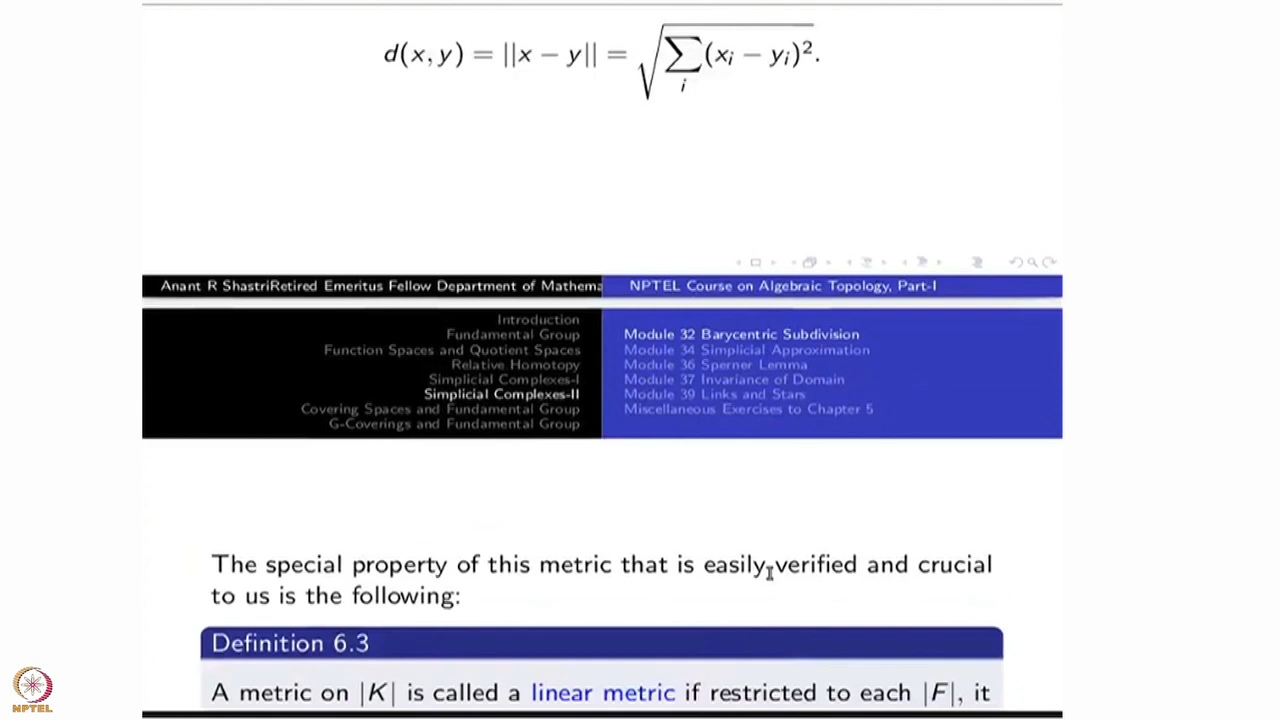 d(x, y) = ||x − y|| = √∑i(xi − yi)².
Anant R ShastriRetired Emeritus Fellow Department of Mathema
NPTEL Course on Algebraic Topology, Part-I
Introduction
Fundamental Group
Function Spaces and Quotient Spaces
Relative Homotopy
Simplicial Complexes-I
Simplicial Complexes-II
Covering Spaces and Fundamental Group
G-Coverings and Fundamental Group
Module 32 Barycentric Subdivision
Module 34 Simplicial Approximation
Module 36 Sperner Lemma
Module 37 Invariance of Domain
Module 39 Links and Stars
Miscellaneous Exercises to Chapter 5
The special property of this metric that is easily verified and crucial
to us is the following:
Definition 6.3
A metric on |K| is called a linear metric if restricted to each |F|, it
NPTEL